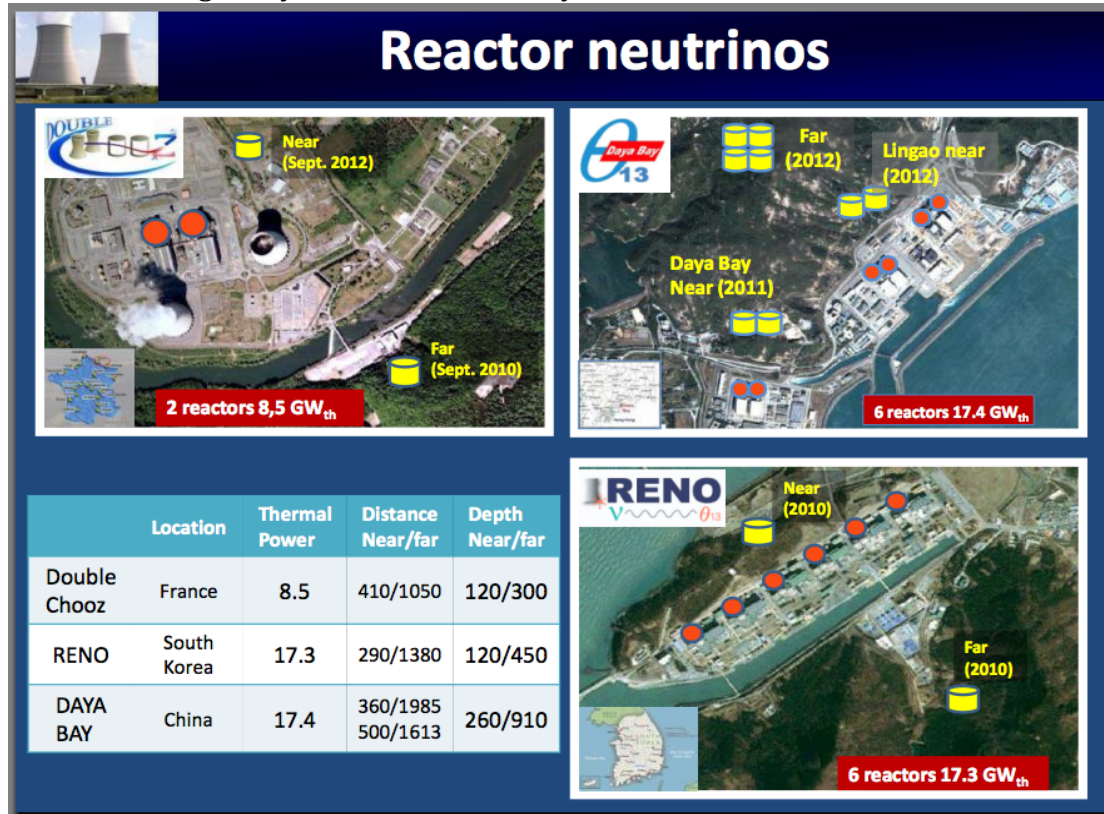 Reactor neutrinos
DOUBLE
Near
(Sept. 2012)
Far
(Sept. 2010)
2 reactors 8,5 GWth
Daya Bay
13
Far
(2012)
Lingao near
(2012)
Daya Bay
Near (2011)
6 reactors 17.4 GWth
Location
Thermal
Power
Distance
Near/far
Depth
Near/far
Double
Chooz
France
8.5
410/1050
120/300
RENO
South
Korea
17.3
290/1380
120/450
DAYA
BAY
China
17.4
360/1985
500/1613
260/910
RENO
ν θ13
Near
(2010)
Far
(2010)
6 reactors 17.3 GWth